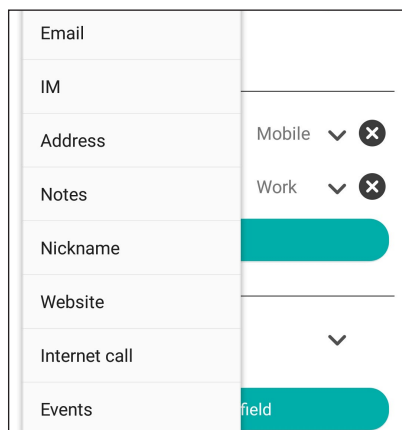 Email
IM
Address
Mobile
Notes
Work
Nickname
Website
Internet call
Events
field